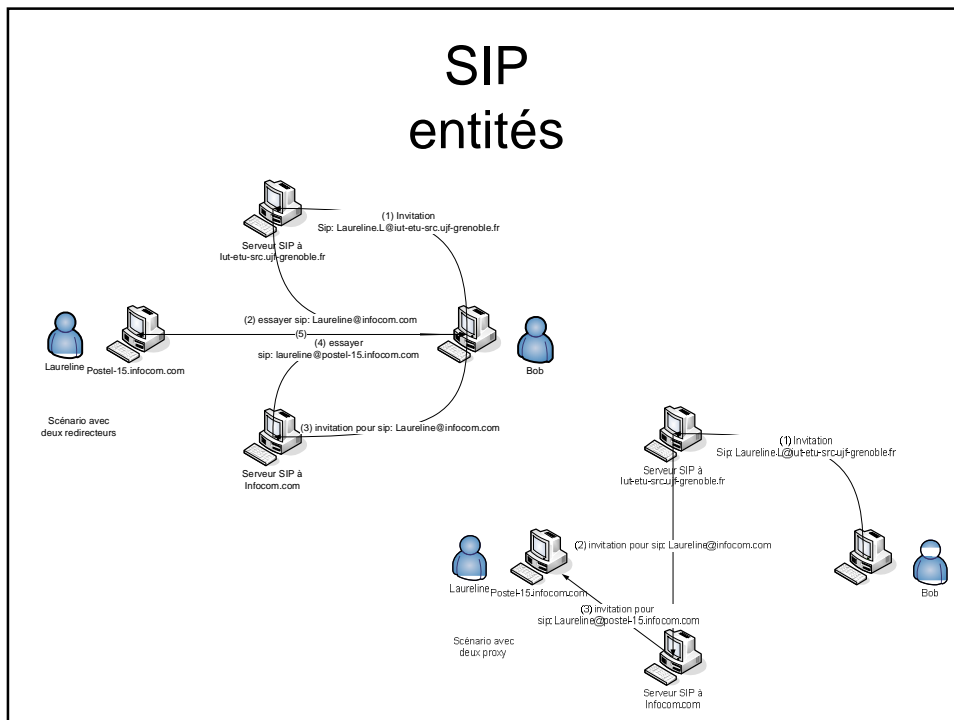 SIP
entités
(1) Invitation
Sip: Laureline.L@iut-etu-src.ujf-grenoble.fr
Serveur SIP à
Iut-etu-src.ujf-grenoble.fr
(2) essayer sip: Laureline@infocom.com
(5)
(4) essayer
sip: laureline@postel-15.infocom.com
Laureline
Postel-15.infocom.com
Bob
Scénario avec
deux redirecteurs
(3) invitation pour sip: Laureline@infocom.com
Serveur SIP à
Infocom.com
(1) Invitation
Sip: Laureline.L@iut-etu-src.ujf-grenoble.fr
Serveur SIP à
Iut-etu-src.ujf-grenoble.fr
(2) invitation pour sip: Laureline@infocom.com
Laureline
Postel-15.infocom.com
Bob
(3) invitation pour
sip: Laureline@postel-15.infocom.com
Scénario avec
deux proxy
Serveur SIP à
Infocom.com